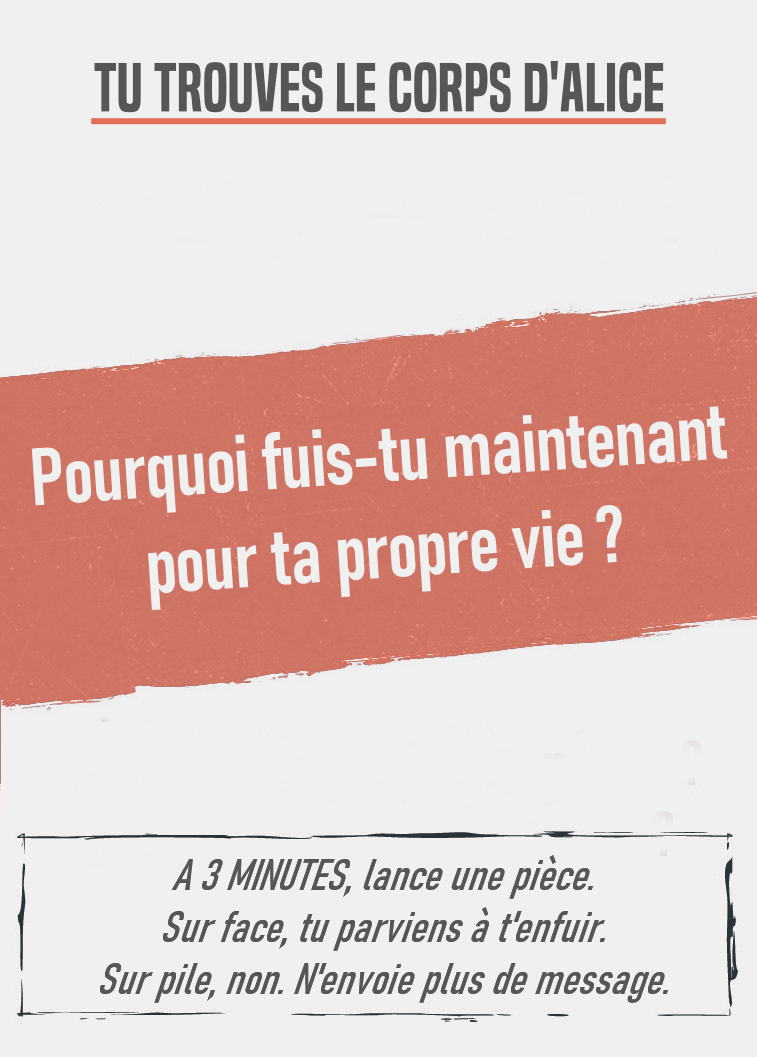 TU TROUVES LE CORPS D'ALICE
Pourquoi fuis-tu maintenant
pour ta propre vie ?
A 3 MINUTES, lance une pièce.
Sur face, tu parviens à t'enfuir.
Sur pile, non. N'envoie plus de message.